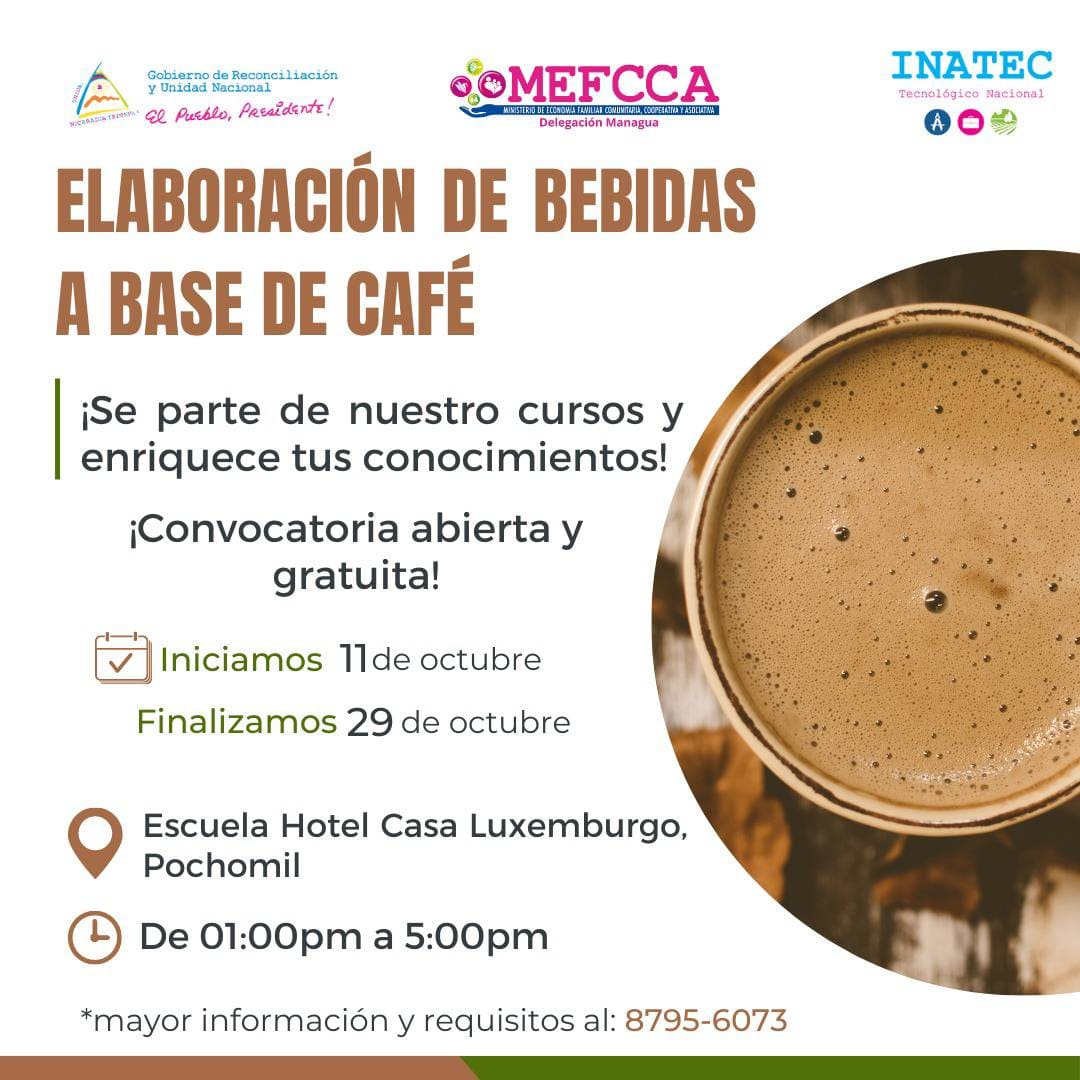 Gobierno de Reconciliación
y Unidad Nacional
El Pueblo, Presidente!
MEFCCA
MINISTERIO DE ECONOMÍA FAMILIAR COMUNITARIA, COOPERATIVA Y ASOCIATIVA
Delegación Managua
INATEC
Tecnológico Nacional
ELABORACIÓN DE BEBIDAS
A BASE DE CAFÉ
¡Se parte de nuestro cursos y
enriquece tus conocimientos!
¡Convocatoria abierta y
gratuita!
Iniciamos 11 de octubre
Finalizamos 29 de octubre
Escuela Hotel Casa Luxemburgo,
Pochomil
De 01:00pm a 5:00pm
*mayor información y requisitos al: 8795-6073